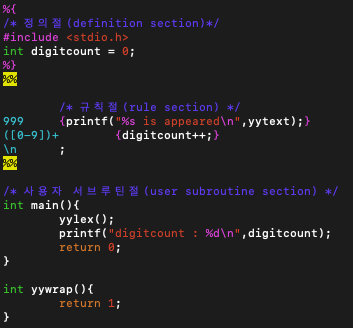 %{
/* 정의절 (definition section)*/
#include <stdio.h>
int digitcount = 0;
%}
%%
/* 규칙절 (rule section) */
999 {printf("%s is appeared\n",yytext);}
([0-9])+ {digitcount++;}
\n ;
%%
/* 사용자 서브루틴절 (user subroutine section) */
int main(){
yylex();
printf("digitcount : %d\n",digitcount);
return 0;
}
int yywrap(){
return 1;
}